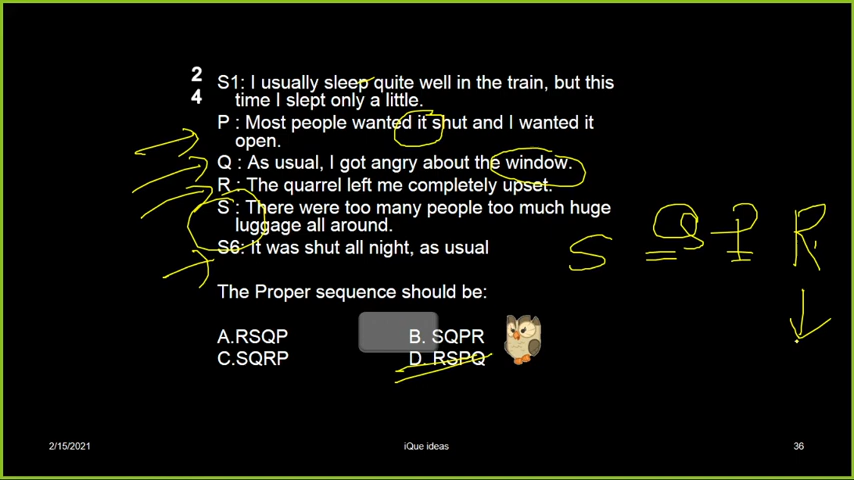 2
4
S1: I usually sleep quite well in the train, but this
time I slept only a little.
P : Most people wanted it shut and I wanted it
open.
Q : As usual, I got angry about the window.
R : The quarrel left me completely upset.
S : There were too many people too much huge
luggage all around.
S6: It was shut all night, as usual
S Q P R
The Proper sequence should be:
A.RSQP B. SQPR
C.SQRP D. RSPQ
2/15/2021 iQue ideas 36